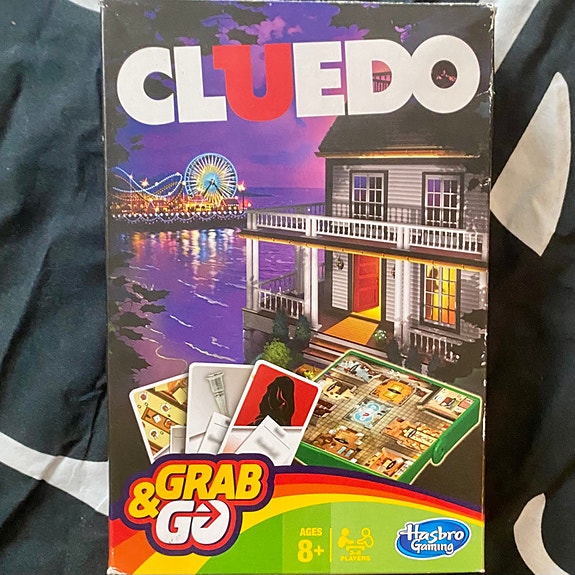 CLUEDO
GRAB
& GO
AGES
8+
PLAYERS
Hasbro
Gaming